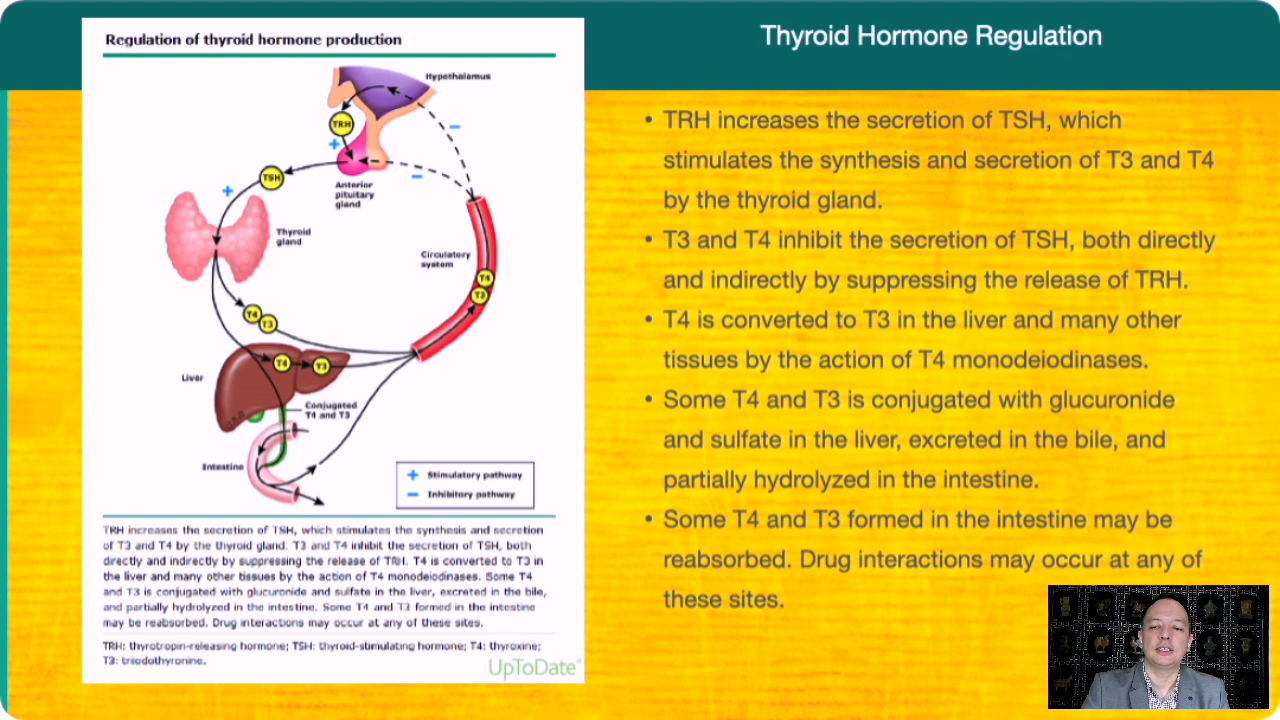 Regulation of thyroid hormone production
Hypothalamus
TRH
TSH
Anterior
pituitary
gland
Thyroid
gland
Circulatory
system
T4
T3
T4
T3
T4
T3
Liver
Conjugated
T4 and T3
Intestine
+ Stimulatory pathway
− Inhibitory pathway
TRH increases the secretion of TSH, which stimulates the synthesis and secretion
of T3 and T4 by the thyroid gland. T3 and T4 inhibit the secretion of TSH, both
directly and indirectly by suppressing the release of TRH. T4 is converted to T3 in
the liver and many other tissues by the action of T4 monodeiodinases. Some T4
and T3 is conjugated with glucuronide and sulfate in the liver, excreted in the bile,
and partially hydrolyzed in the intestine. Some T4 and T3 formed in the intestine
may be reabsorbed. Drug interactions may occur at any of these sites.
TRH: thyrotropin-releasing hormone; TSH: thyroid-stimulating hormone; T4: thyroxine;
T3: triiodothyronine.
UpToDate®
Thyroid Hormone Regulation
• TRH increases the secretion of TSH, which
stimulates the synthesis and secretion of T3 and T4
by the thyroid gland.
• T3 and T4 inhibit the secretion of TSH, both directly
and indirectly by suppressing the release of TRH.
• T4 is converted to T3 in the liver and many other
tissues by the action of T4 monodeiodinases.
• Some T4 and T3 is conjugated with glucuronide
and sulfate in the liver, excreted in the bile, and
partially hydrolyzed in the intestine.
• Some T4 and T3 formed in the intestine may be
reabsorbed. Drug interactions may occur at any of
these sites.